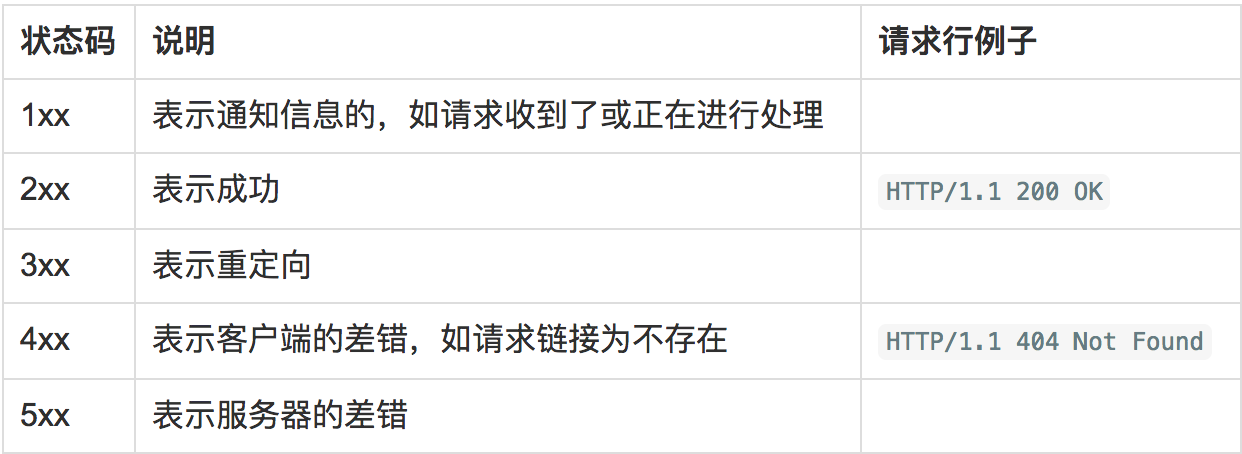 状态码 说明 请求行例子
1xx 表示通知信息的，如请求收到了或正在进行处理
2xx 表示成功 HTTP/1.1 200 OK
3xx 表示重定向
4xx 表示客户端的差错，如请求链接为不存在 HTTP/1.1 404 Not Found
5xx 表示服务器的差错